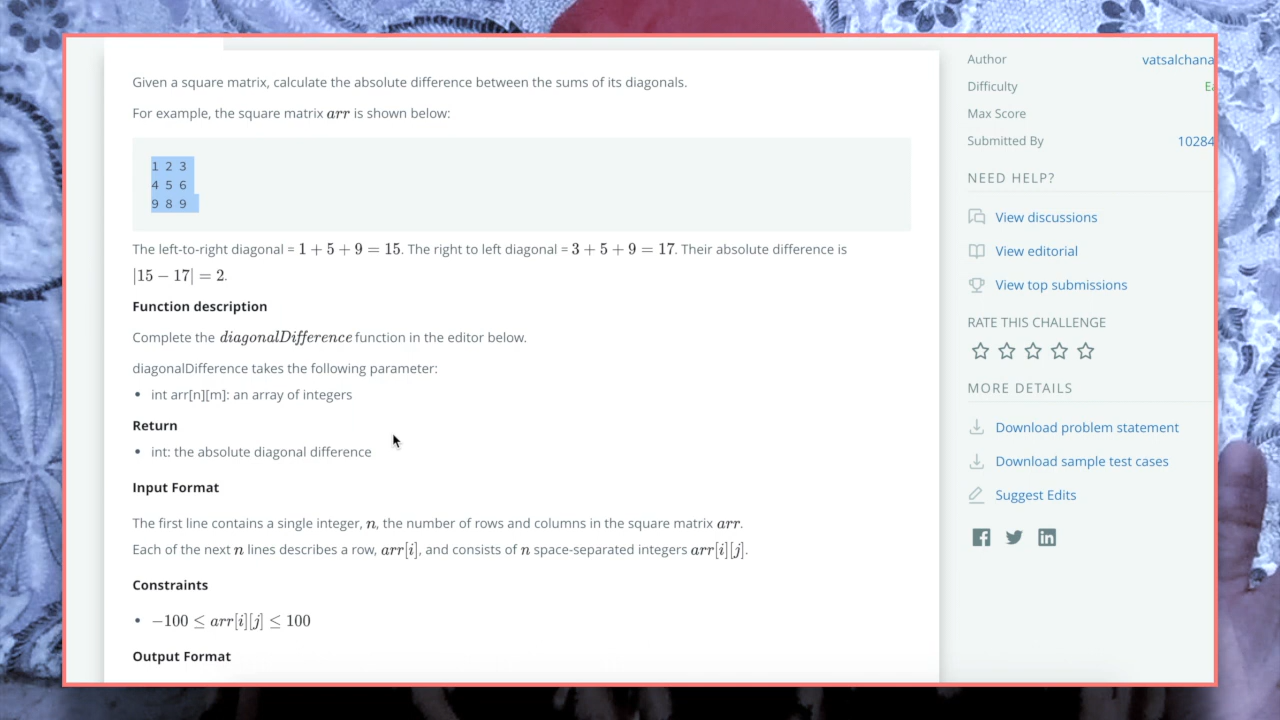 Given a square matrix, calculate the absolute difference between the sums of its diagonals.
For example, the square matrix arr is shown below:
1 2 3
4 5 6
9 8 9
The left-to-right diagonal = 1 + 5 + 9 = 15. The right to left diagonal = 3 + 5 + 9 = 17. Their absolute difference is
|15 − 17| = 2.
Function description
Complete the diagonalDifference function in the editor below.
diagonalDifference takes the following parameter:
• int arr[n][m]: an array of integers
Return
• int: the absolute diagonal difference
Input Format
The first line contains a single integer, n, the number of rows and columns in the square matrix arr.
Each of the next n lines describes a row, arr[i], and consists of n space-separated integers arr[i][j].
Constraints
• −100 ≤ arr[i][j] ≤ 100
Output Format
Author vatsalchana
Difficulty
Max Score
Submitted By 10284
NEED HELP?
View discussions
View editorial
View top submissions
RATE THIS CHALLENGE
MORE DETAILS
Download problem statement
Download sample test cases
Suggest Edits